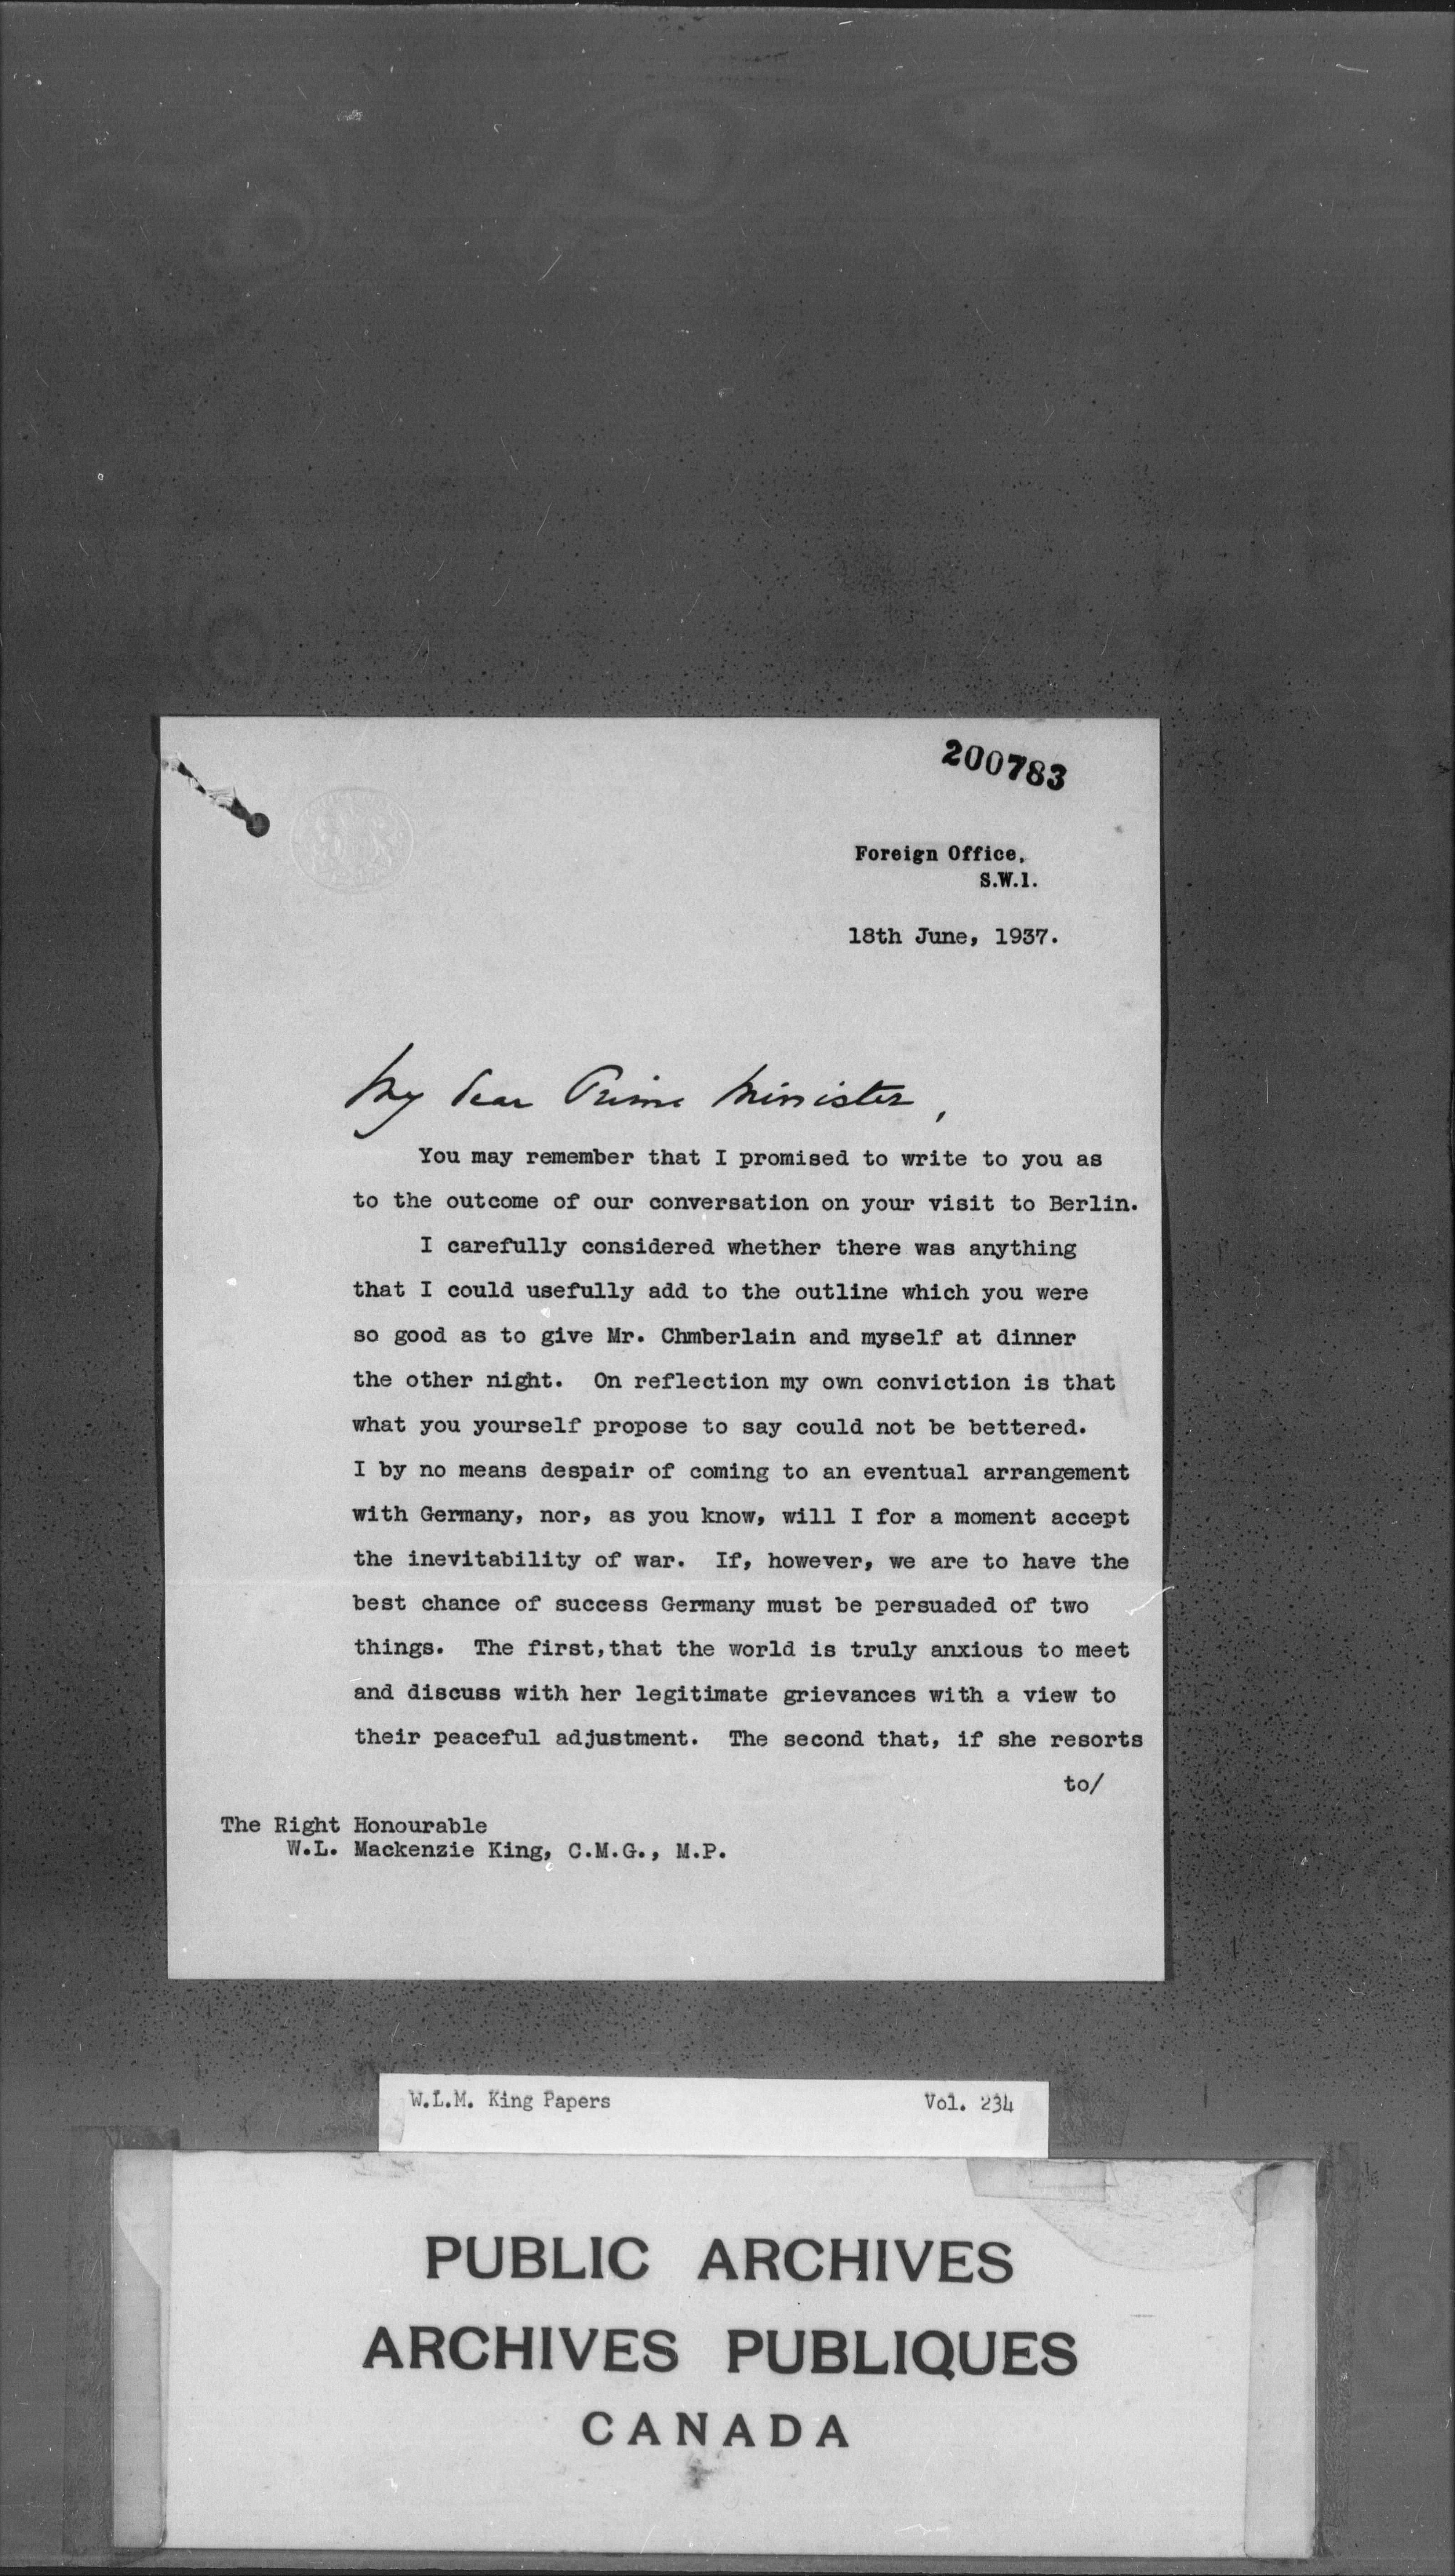 200783
Foreign Office,
S.W.1.
18th June, 1937.
My dear Prime Minister,
You may remember that I promised to write to you as
to the outcome of our conversation on your visit to Berlin.
I carefully considered whether there was anything
that I could usefully add to the outline which you were
so good as to give Mr. Chmberlain and myself at dinner
the other night. On reflection my own conviction is that
what you yourself propose to say could not be bettered.
I by no means despair of coming to an eventual arrangement
with Germany, nor, as you know, will I for a moment accept
the inevitability of war. If, however, we are to have the
best chance of success Germany must be persuaded of two
things. The first,that the world is truly anxious to meet
and discuss with her legitimate grievances with a view to
their peaceful adjustment. The second that, if she resorts
to/
The Right Honourable
W.L. Mackenzie King, C.M.G., M.P.
W.L.M. King Papers Vol. 234
PUBLIC ARCHIVES
ARCHIVES PUBLIQUES
CANADA